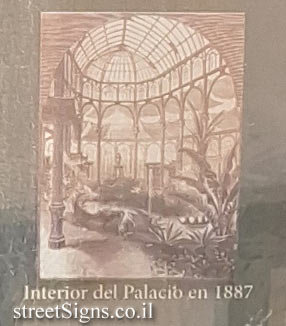 Interior del Palacio en 1887
streetSigns.co.il